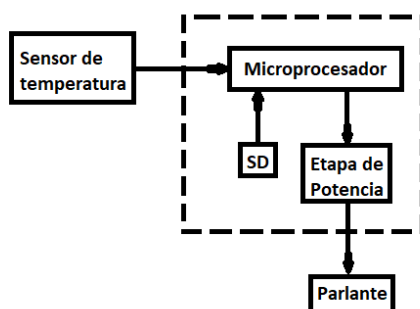 Sensor de
temperatura
Microprocesador
SD
Etapa de
Potencia
Parlante